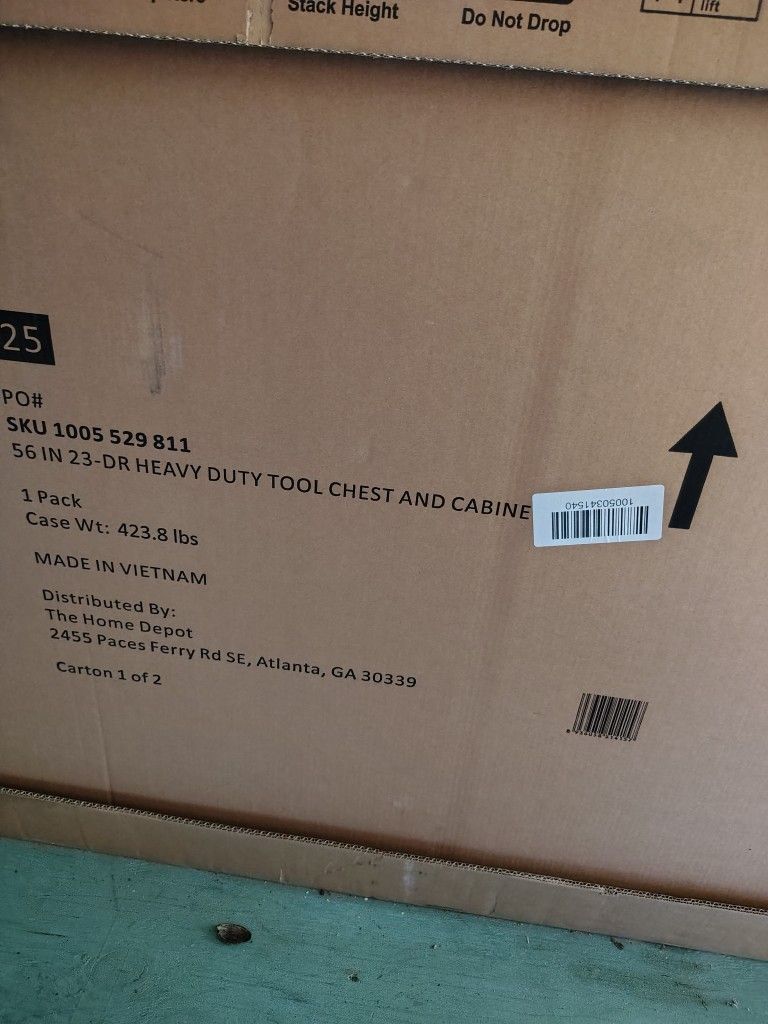 Stack Height
Do Not Drop
lift
25
PO#
SKU 1005 529 811
56 IN 23-DR HEAVY DUTY TOOL CHEST AND CABINE
10050341540
1 Pack
Case Wt: 423.8 lbs
MADE IN VIETNAM
Distributed By:
The Home Depot
2455 Paces Ferry Rd SE, Atlanta, GA 30339
Carton 1 of 2